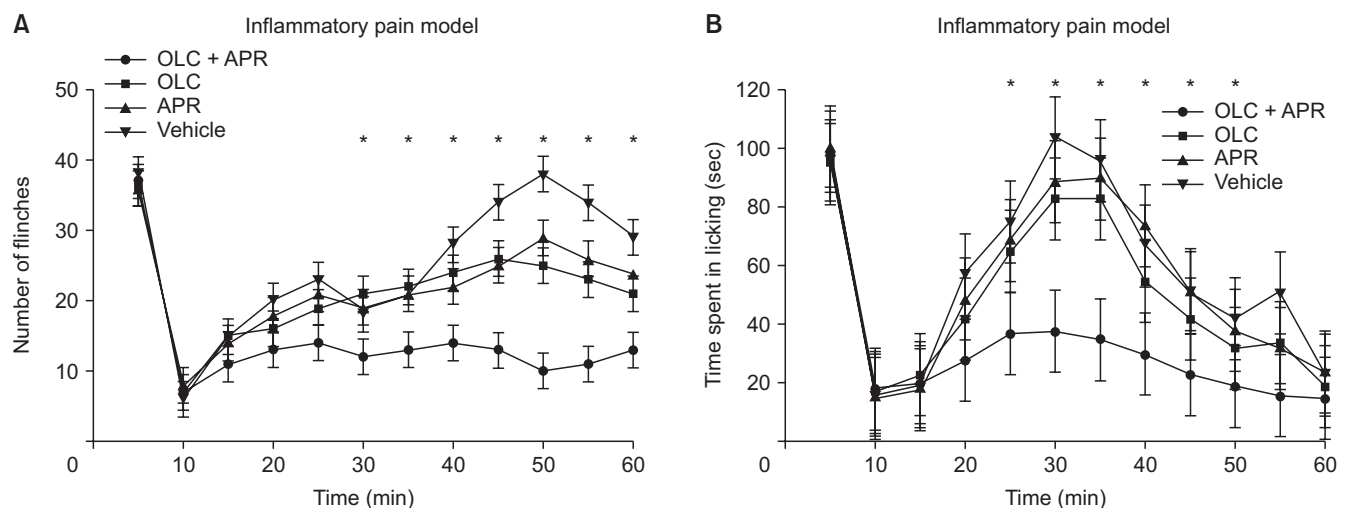 A
Inflammatory pain model
OLC + APR
OLC
APR
Vehicle
50
40
30
20
10
0
* * * * * * *
10 20 30 40 50 60
Number of flinches
Time (min)
B
Inflammatory pain model
OLC + APR
OLC
APR
Vehicle
120
100
80
60
40
20
0
* * * * * *
10 20 30 40 50 60
Time spent in licking (sec)
Time (min)